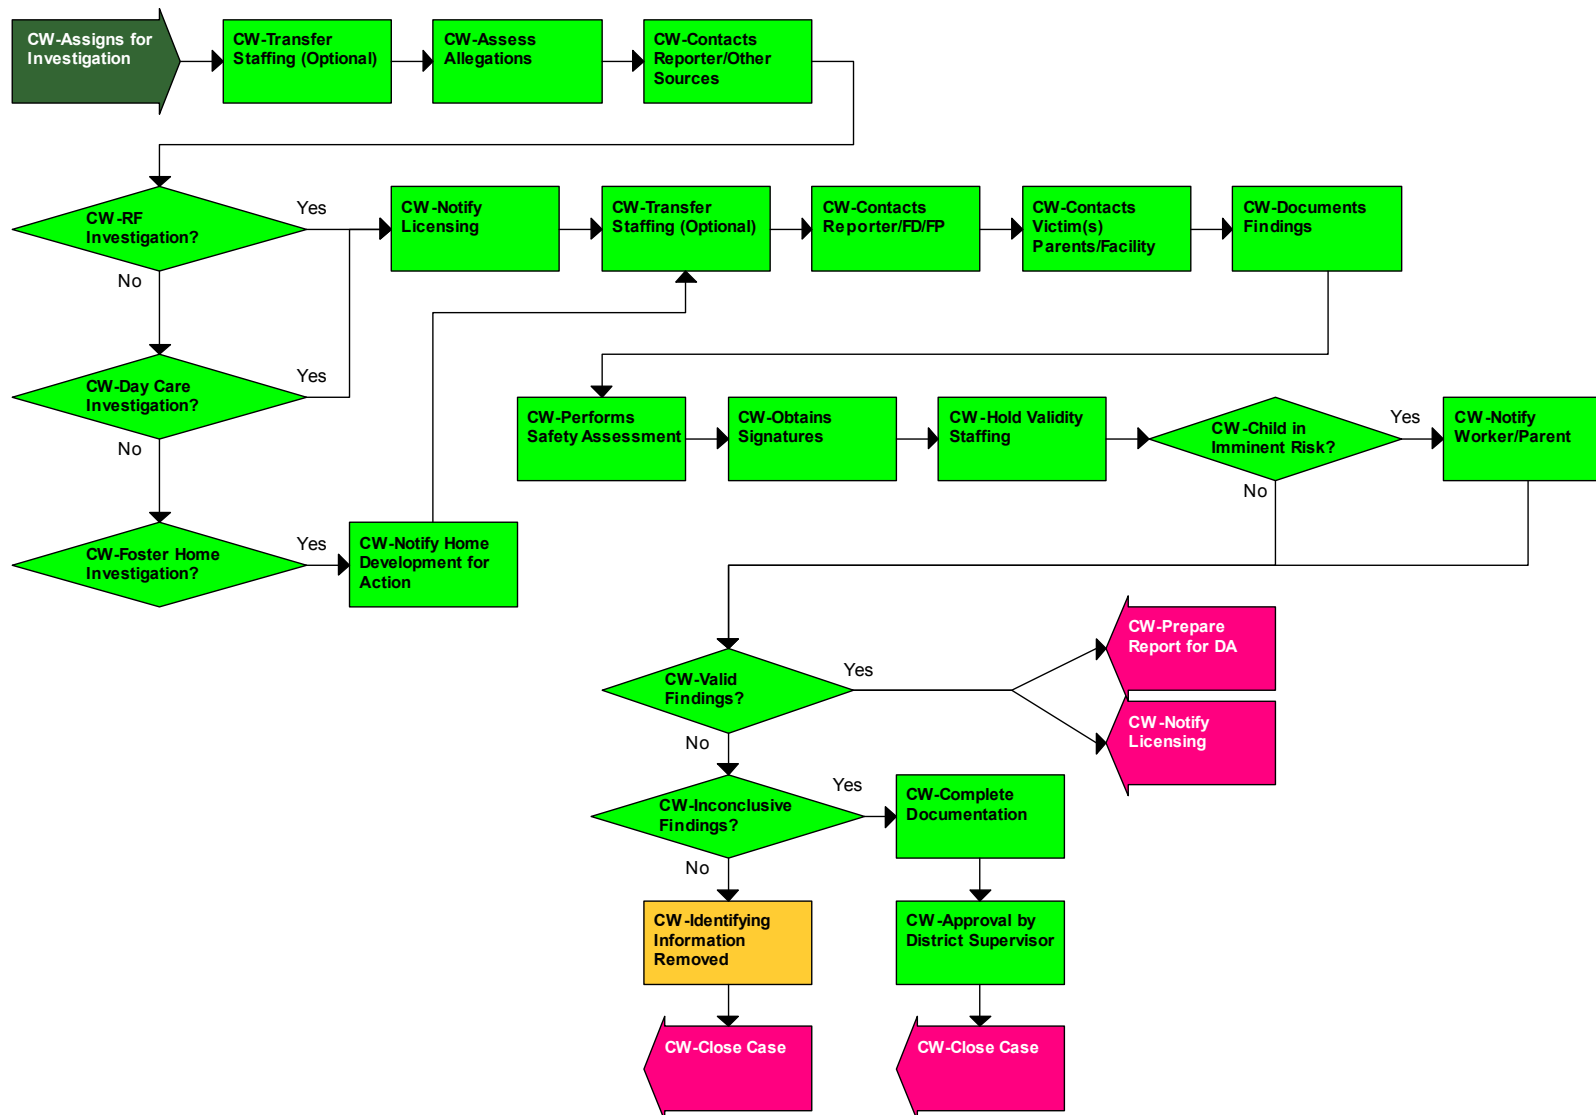 CW-Assigns for
Investigation
CW-Transfer
Staffing (Optional)
CW-Assess
Allegations
CW-Contacts
Reporter/Other
Sources
CW-RF
Investigation?
Yes
No
CW-Notify
Licensing
CW-Transfer
Staffing (Optional)
CW-Contacts
Reporter/FD/FP
CW-Contacts
Victim(s)
Parents/Facility
CW-Documents
Findings
CW-Day Care
Investigation?
Yes
No
CW-Performs
Safety Assessment
CW-Obtains
Signatures
CW-Hold Validity
Staffing
CW-Child in
Imminent Risk?
Yes
No
CW-Notify
Worker/Parent
CW-Foster Home
Investigation?
Yes
CW-Notify Home
Development for
Action
CW-Valid
Findings?
Yes
No
CW-Prepare
Report for DA
CW-Notify
Licensing
CW-Inconclusive
Findings?
Yes
No
CW-Complete
Documentation
CW-Identifying
Information
Removed
CW-Approval by
District Supervisor
CW-Close Case
CW-Close Case